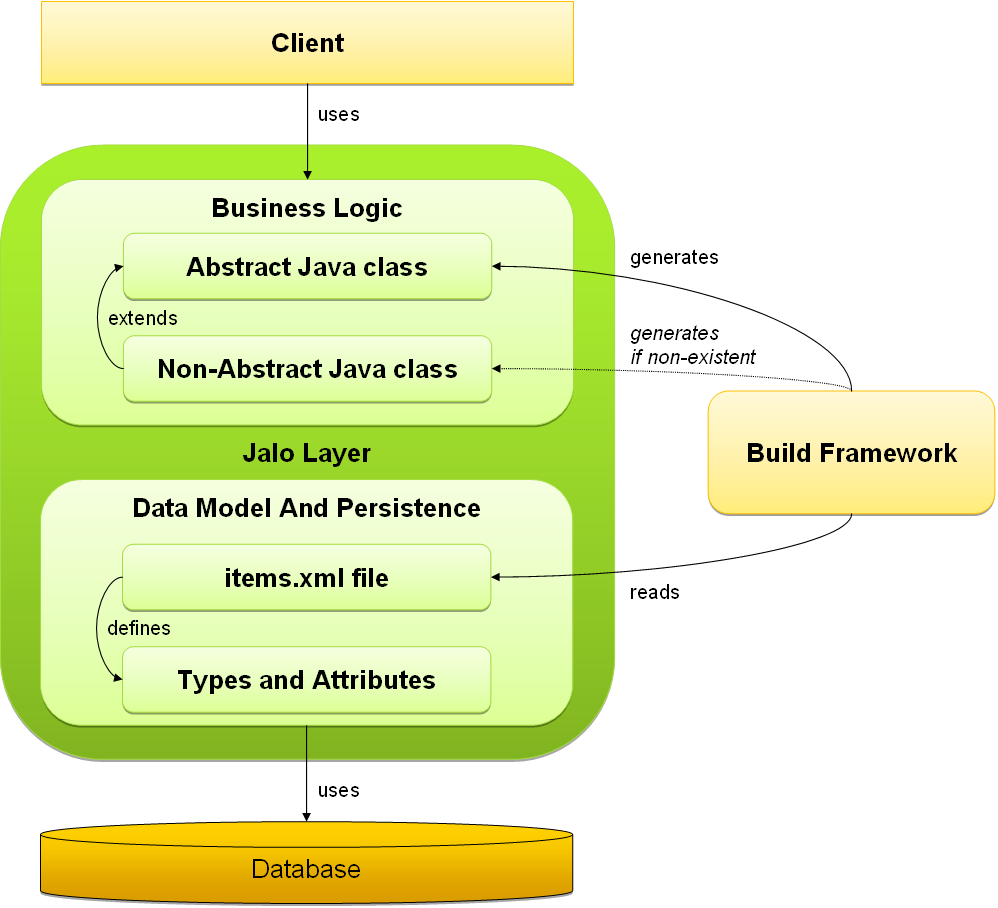 Client
uses
Business Logic
Abstract Java class
generates
extends
generates
if non-existent
Non-Abstract Java class
Jalo Layer
Build Framework
Data Model And Persistence
items.xml file
reads
defines
Types and Attributes
uses
Database